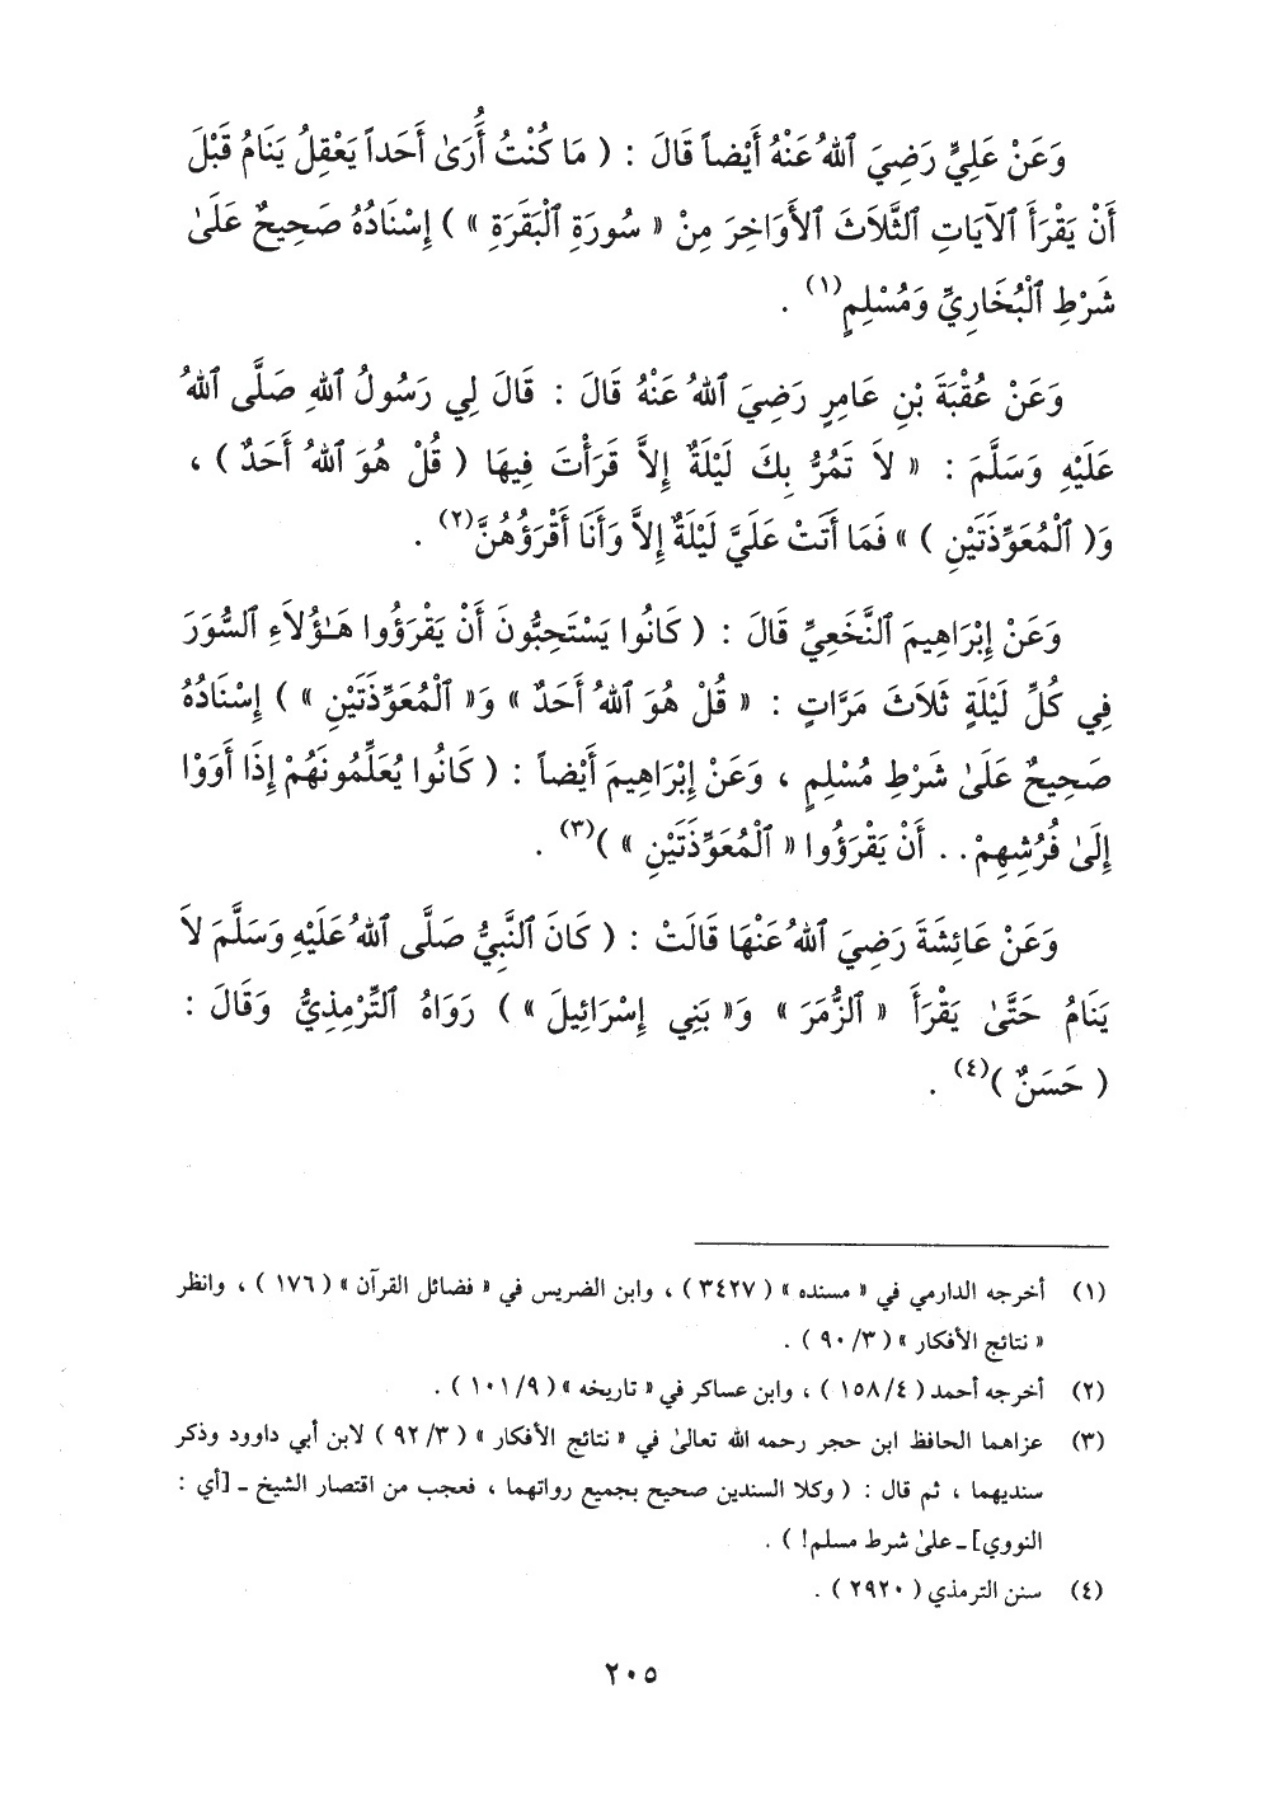 وَعَنْ عَلِيٍّ رَضِيَ ٱللهُ عَنْهُ أَيْضاً قَالَ : ( مَا كُنْتُ أُرَىٰ أَحَداً يَعْقِلُ يَنَامُ قَبْلَ
أَنْ يَقْرَأَ ٱلآيَاتِ ٱلثَّلاَثَ ٱلأَوَاخِرَ مِنْ « سُورَةِ ٱلْبَقَرَةِ » ) إِسْنَادُهُ صَحِيحٌ عَلَىٰ
شَرْطِ ٱلْبُخَارِيِّ وَمُسْلِمٍ(١) .
وَعَنْ عُقْبَةَ بْنِ عَامِرٍ رَضِيَ ٱللهُ عَنْهُ قَالَ : قَالَ لِي رَسُولُ ٱللهِ صَلَّى ٱللهُ
عَلَيْهِ وَسَلَّمَ : « لاَ تَمُرُّ بِكَ لَيْلَةٌ إِلاَّ قَرَأْتَ فِيهَا ( قُلْ هُوَ ٱللهُ أَحَدٌ ) ،
وَ( ٱلْمُعَوِّذَتَيْنِ ) » فَمَا أَتَتْ عَلَيَّ لَيْلَةٌ إِلاَّ وَأَنَا أَقْرَؤُهُنَّ(٢) .
وَعَنْ إِبْرَاهِيمَ ٱلنَّخَعِيِّ قَالَ : ( كَانُوا يَسْتَحِبُّونَ أَنْ يَقْرَؤُوا هَـٰؤُلاَءِ ٱلسُّوَرَ
فِي كُلِّ لَيْلَةٍ ثَلاَثَ مَرَّاتٍ : « قُلْ هُوَ ٱللهُ أَحَدٌ » وَ« ٱلْمُعَوِّذَتَيْنِ » ) إِسْنَادُهُ
صَحِيحٌ عَلَىٰ شَرْطِ مُسْلِمٍ ، وَعَنْ إِبْرَاهِيمَ أَيْضاً : ( كَانُوا يُعَلِّمُونَهُمْ إِذَا أَوَوْا
إِلَىٰ فُرُشِهِمْ . . أَنْ يَقْرَؤُوا « ٱلْمُعَوِّذَتَيْنِ » )(٣) .
وَعَنْ عَائِشَةَ رَضِيَ ٱللهُ عَنْهَا قَالَتْ : ( كَانَ ٱلنَّبِيُّ صَلَّى ٱللهُ عَلَيْهِ وَسَلَّمَ لاَ
يَنَامُ حَتَّىٰ يَقْرَأَ « ٱلزُّمَرَ » وَ« بَنِي إِسْرَائِيلَ » ) رَوَاهُ ٱلتِّرْمِذِيُّ وَقَالَ :
( حَسَنٌ )(٤) .
(١) أخرجه الدارمي في « مسنده » ( ٣٤٢٧ ) ، وابن الضريس في « فضائل القرآن » ( ١٧٦ ) ، وانظر
« نتائج الأفكار » ( ٩٠/٣ ) .
(٢) أخرجه أحمد ( ١٥٨/٤ ) ، وابن عساكر في « تاريخه » ( ١٠١/٩ ) .
(٣) عزاهما الحافظ ابن حجر رحمه الله تعالىٰ في « نتائج الأفكار » ( ٩٢/٣ ) لابن أبي داوود وذكر
سنديهما ، ثم قال : ( وكلا السندين صحيح بجميع رواتهما ، فعجب من اقتصار الشيخ ـ [أي :
النووي] ـ علىٰ شرط مسلم! ) .
(٤) سنن الترمذي ( ٢٩٢٠ ) .
٢٠٥